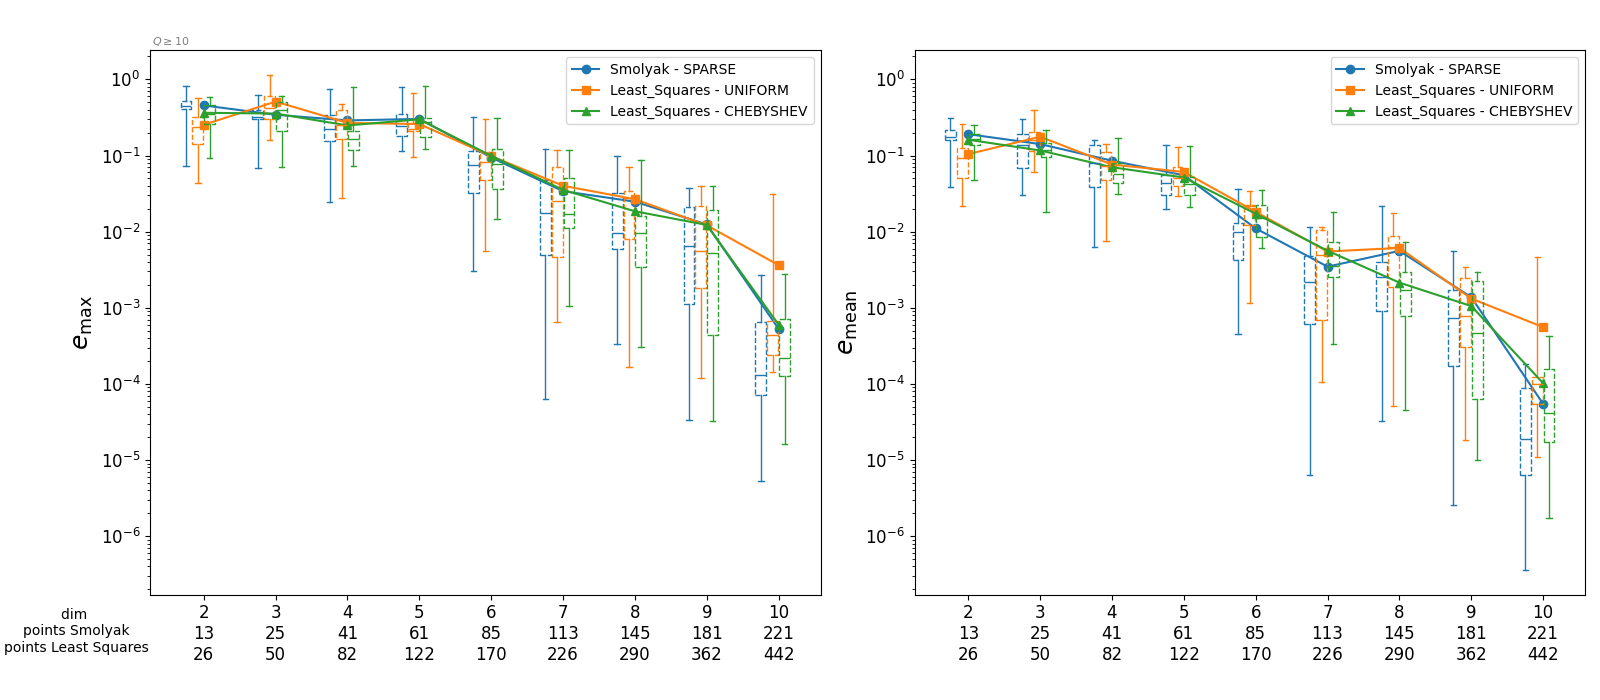 Q ≥ 10
10⁰
10⁻¹
10⁻²
10⁻³
10⁻⁴
10⁻⁵
10⁻⁶
e_max
Smolyak - SPARSE
Least_Squares - UNIFORM
Least_Squares - CHEBYSHEV
10⁰
10⁻¹
10⁻²
10⁻³
10⁻⁴
10⁻⁵
10⁻⁶
e_mean
Smolyak - SPARSE
Least_Squares - UNIFORM
Least_Squares - CHEBYSHEV
dim 2 3 4 5 6 7 8 9 10 2 3 4 5 6 7 8 9 10
points Smolyak 13 25 41 61 85 113 145 181 221 13 25 41 61 85 113 145 181 221
points Least Squares 26 50 82 122 170 226 290 362 442 26 50 82 122 170 226 290 362 442